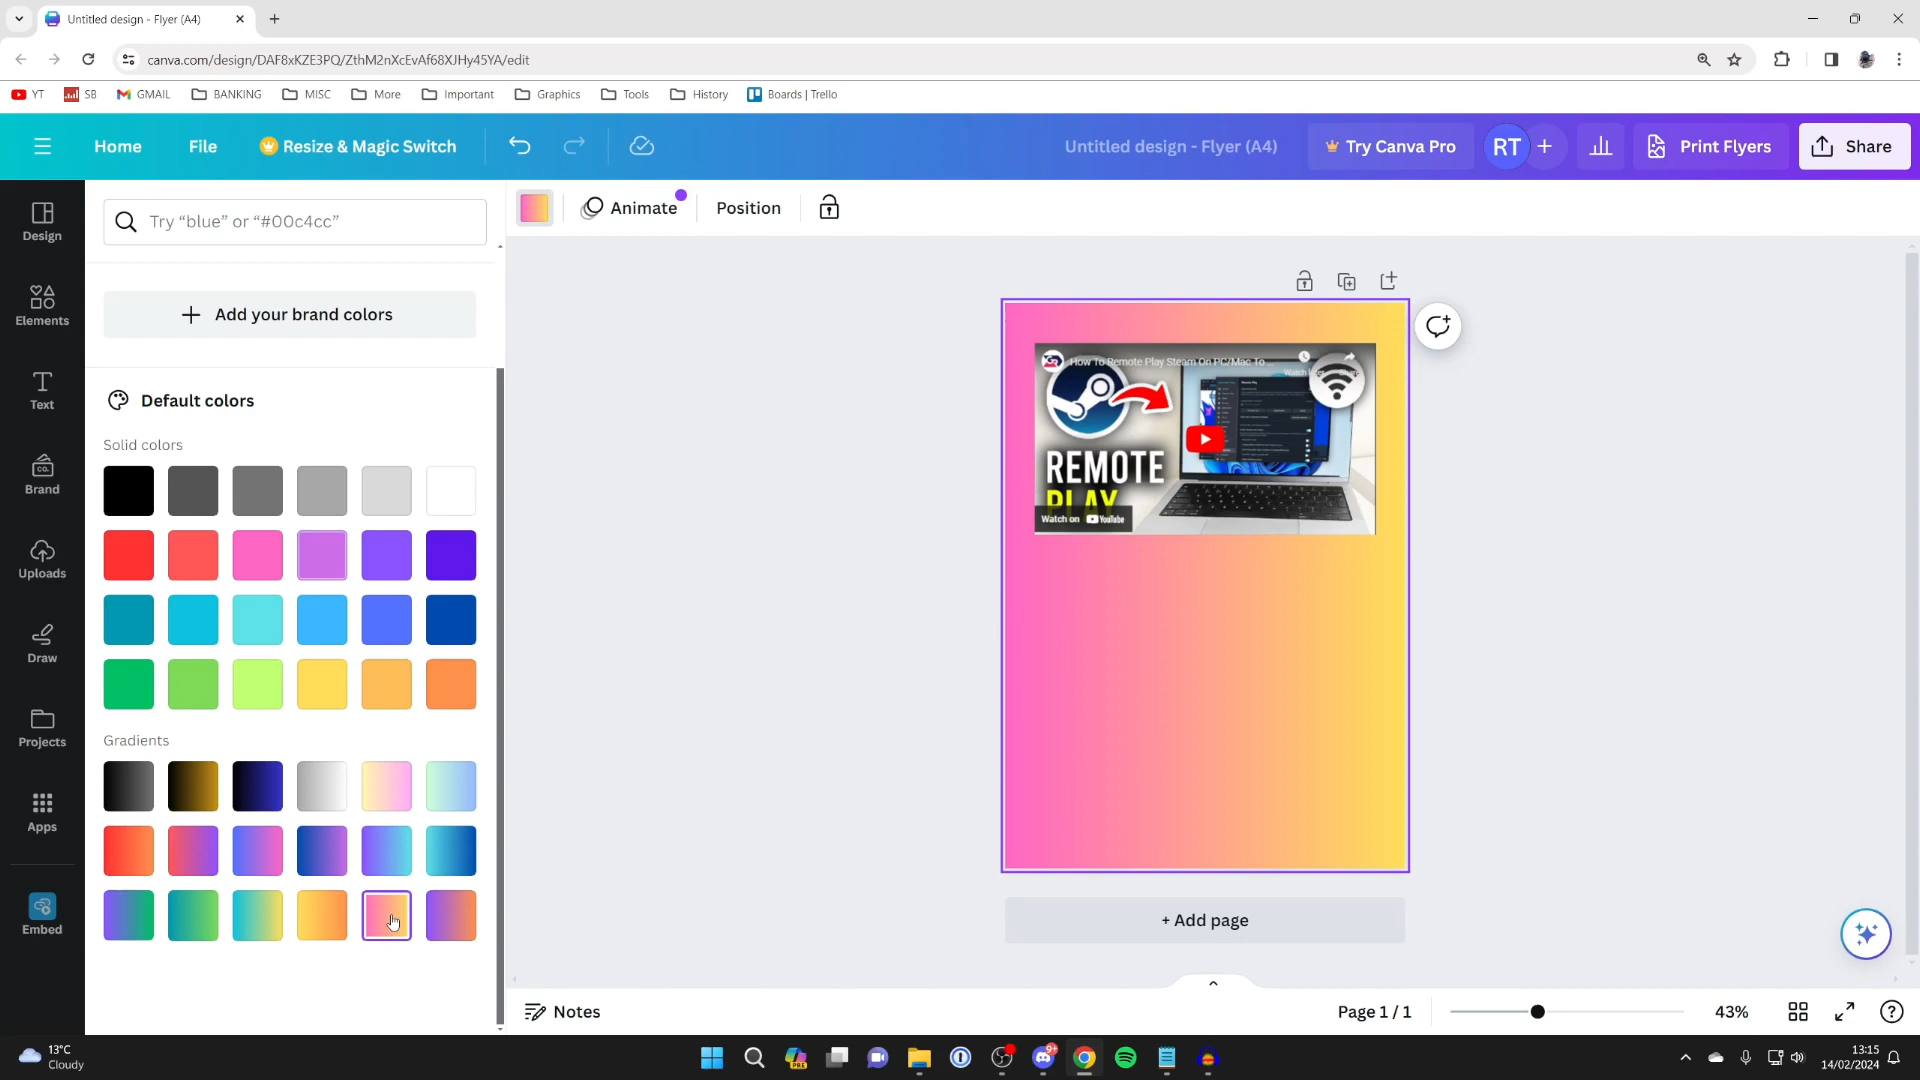 Untitled design - Flyer (A4)
canva.com/design/DAF8xKZE3PQ/ZthM2nXcEvAf68XJHy45YA/edit
YT
SB
GMAIL
BANKING
MISC
More
Important
Graphics
Tools
History
Boards | Trello
Home
File
Resize & Magic Switch
Untitled design - Flyer (A4)
Try Canva Pro
RT
Print Flyers
Share
Design
Elements
Text
Brand
CO.
Uploads
Draw
Projects
Apps
Embed
Try “blue” or “#00c4cc”
Add your brand colors
Default colors
Solid colors
Gradients
Animate
Position
How To Remote Play Steam On PC/Mac To ...
REMOTE
PLAY
Watch on YouTube
+ Add page
Notes
Page 1 / 1
43%
13°C
Cloudy
PRE
9+
13:15
14/02/2024